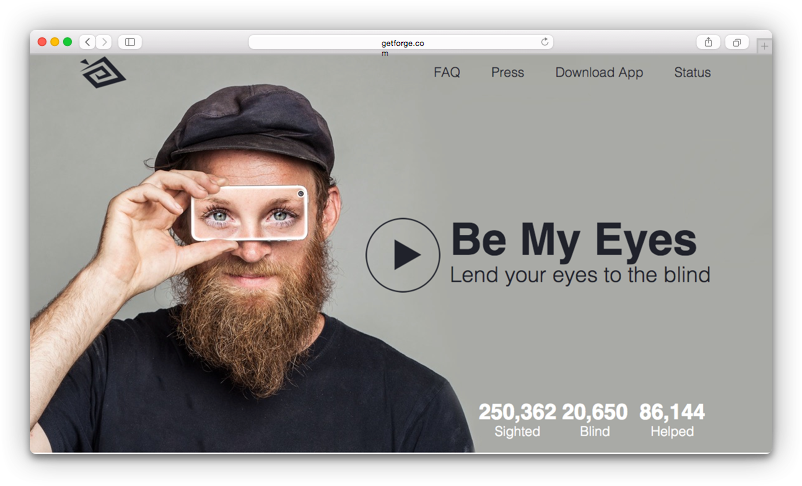 getforge.co
m
FAQ Press Download App Status
Be My Eyes
Lend your eyes to the blind
250,362 20,650 86,144
Sighted Blind Helped